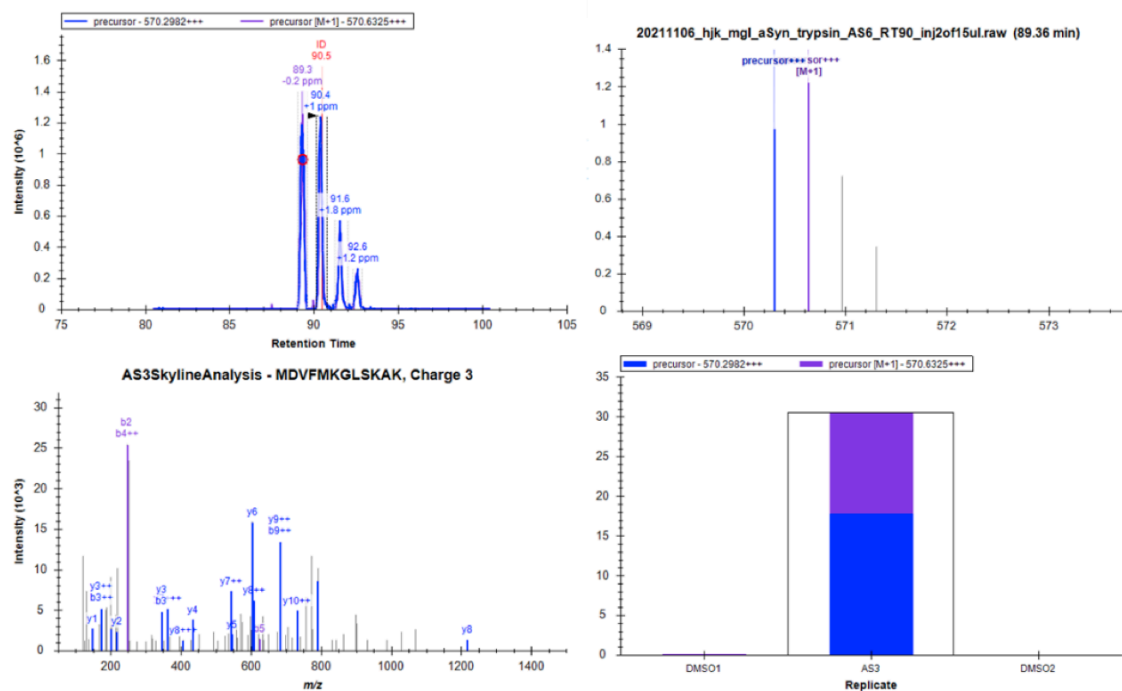 precursor - 570.2982+++ precursor [M+1] - 570.6325+++
ID
90.5
89.3
-0.2 ppm
90.4
+1 ppm
91.6
+1.8 ppm
92.6
+1.2 ppm
1.6
1.4
1.2
1
0.8
0.6
0.4
0.2
0
Intensity (10^6)
75 80 85 90 95 100 105
Retention Time
20211106_hjk_mgl_aSyn_trypsin_AS6_RT90_inj2of15ul.raw (89.36 min)
precursor+++ sor+++
[M+1]
1.4
1.2
1
0.8
0.6
0.4
0.2
0
Intensity (10^6)
569 570 571 572 573
AS3SkylineAnalysis - MDVFMKGLSKAK, Charge 3
b2
b4++
y6
y9++
b9++
y3++
b3++
y1
y2
y3
b3
y8+++
y4
y7++
y8++
y5
b5
y10++
y8
30
25
20
15
10
5
0
Intensity (10^3)
200 400 600 800 1000 1200 1400
m/z
precursor - 570.2982+++ precursor [M+1] - 570.6325+++
35
30
25
20
15
10
5
0
DMSO1 AS3 DMSO2
Replicate